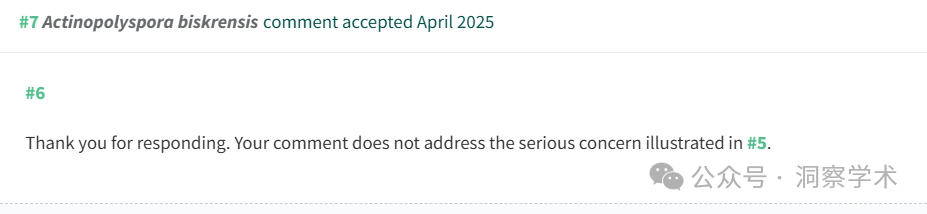 #7 Actinopolyspora biskrensis comment accepted April 2025
#6
Thank you for responding. Your comment does not address the serious concern illustrated in #5.
公众号 · 洞察学术